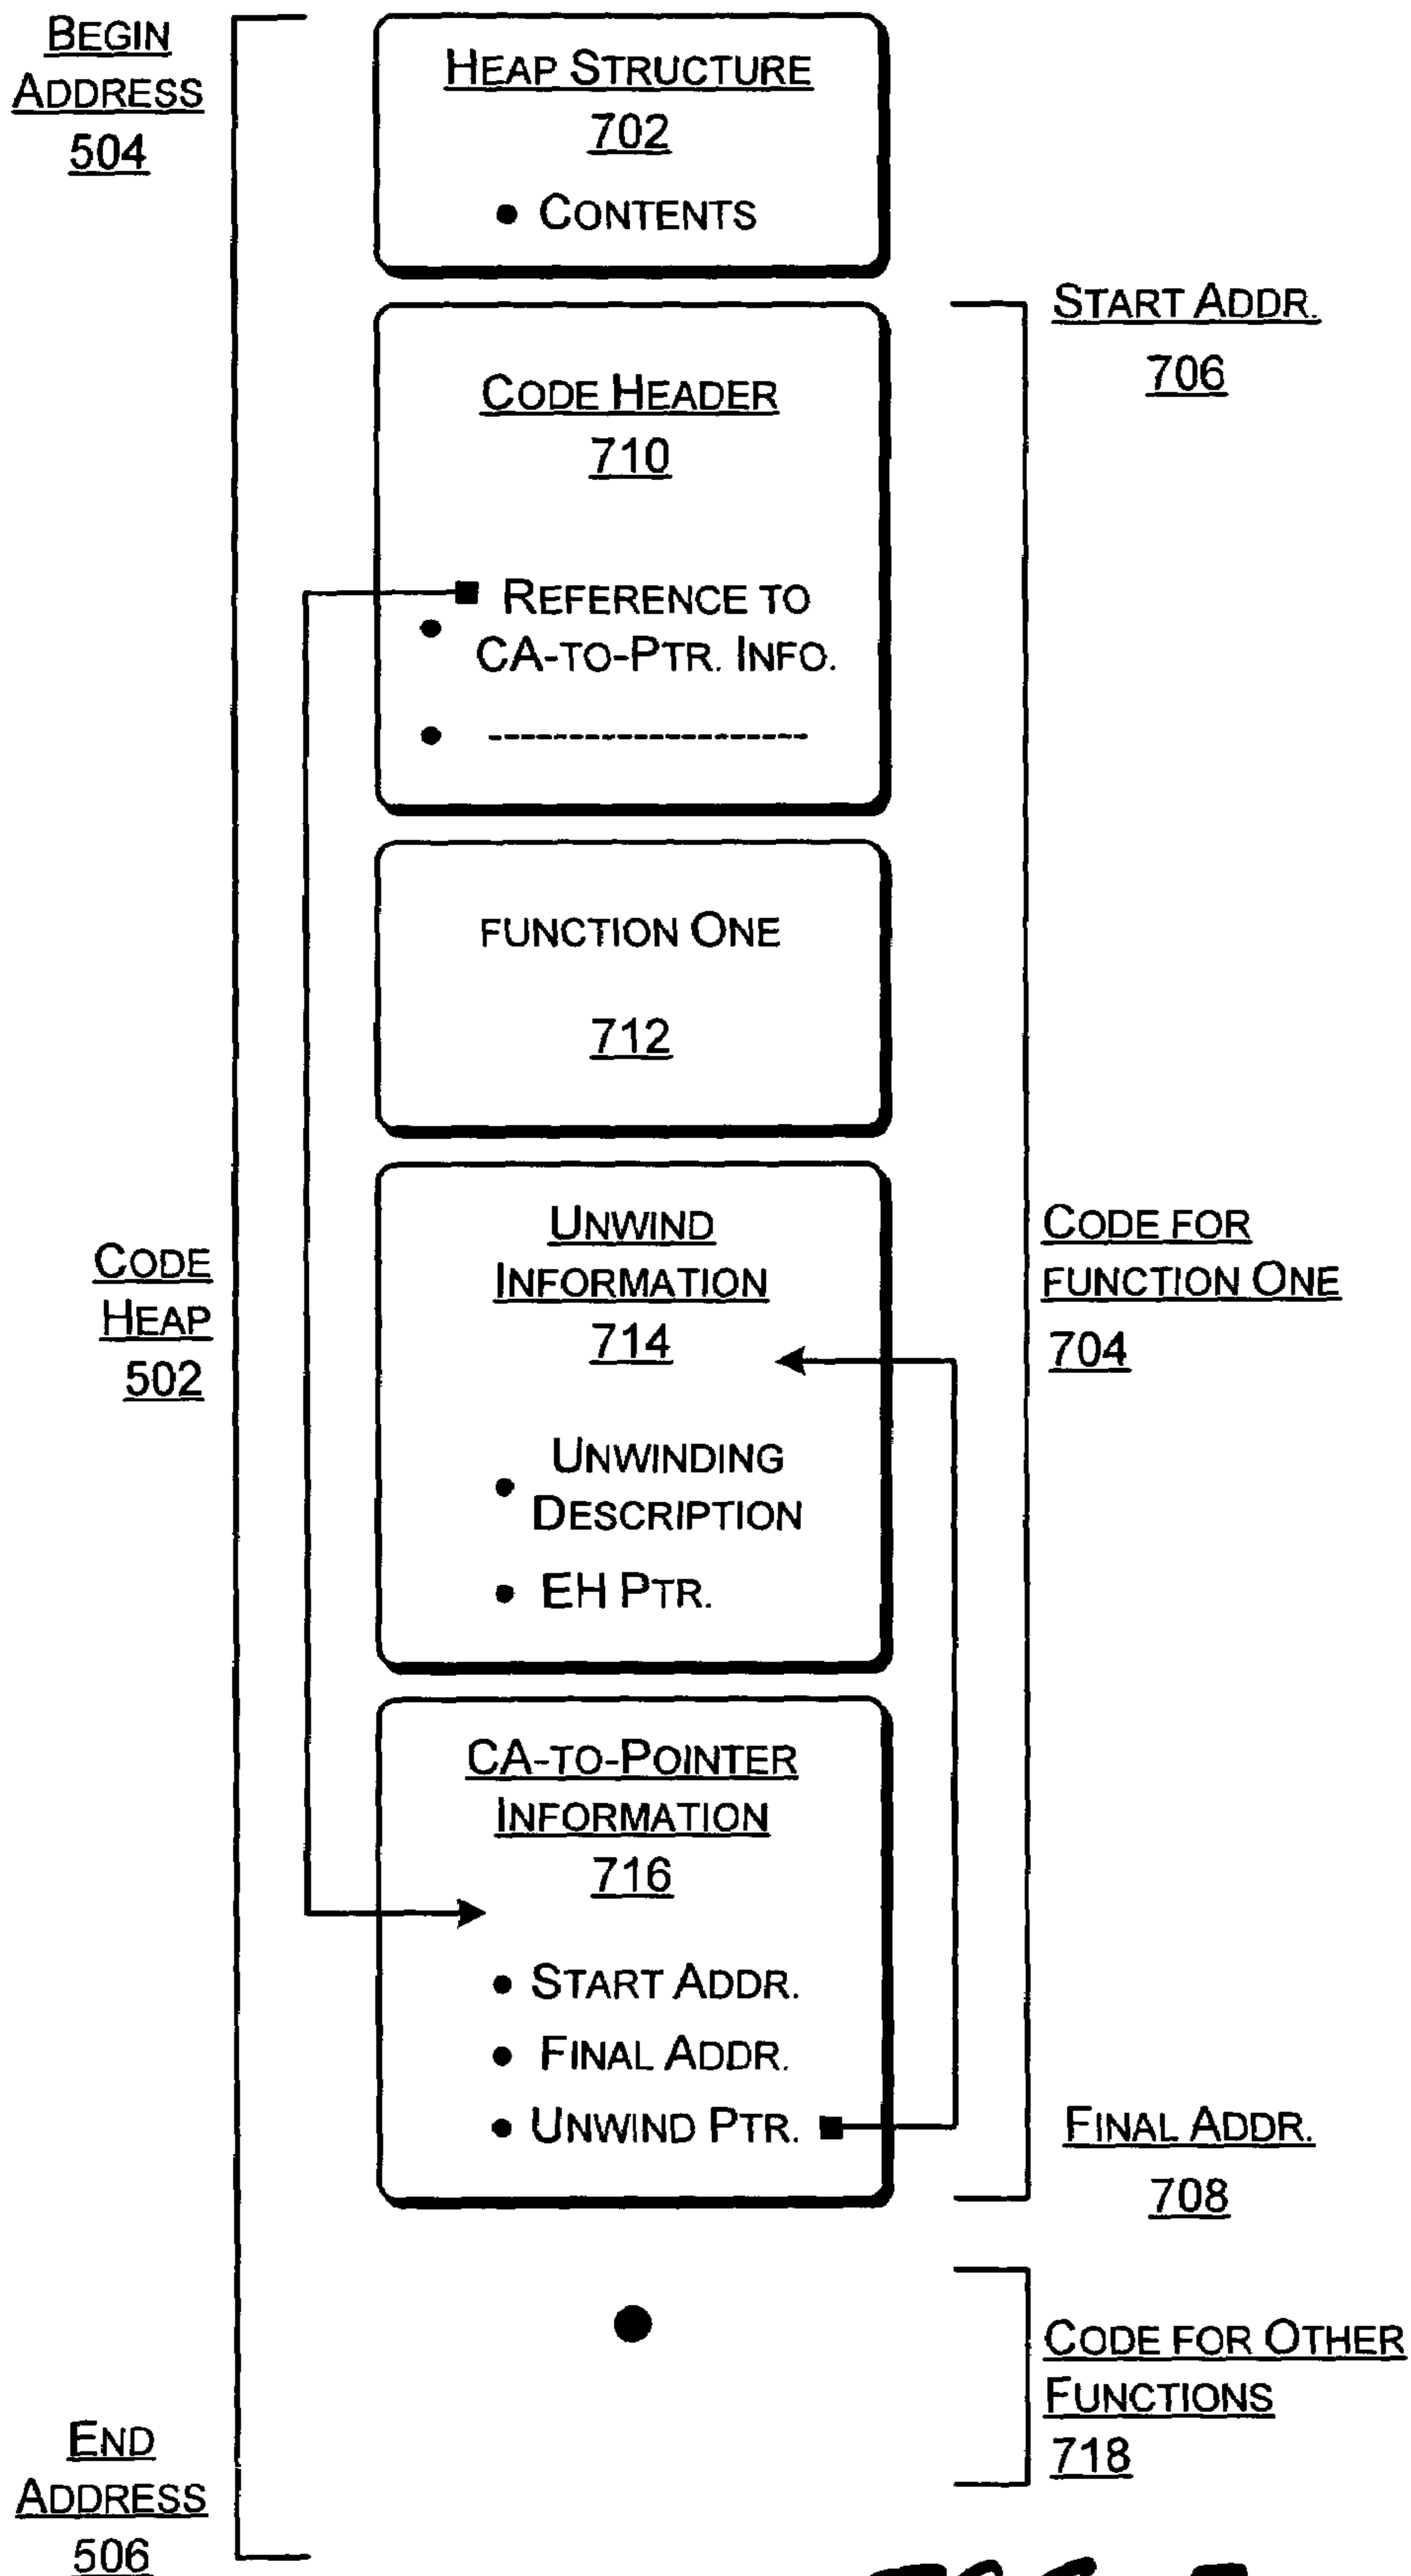 BEGIN
ADDRESS
504
HEAP STRUCTURE
702
• CONTENTS
START ADDR.
706
CODE HEADER
710
REFERENCE TO
• CA-TO-PTR. INFO.
• --------------------
FUNCTION ONE
712
UNWIND
INFORMATION
714
UNWINDING
• DESCRIPTION
• EH PTR.
CODE
HEAP
502
CODE FOR
FUNCTION ONE
704
CA-TO-POINTER
INFORMATION
716
• START ADDR.
• FINAL ADDR.
• UNWIND PTR.
FINAL ADDR.
708
CODE FOR OTHER
FUNCTIONS
718
END
ADDRESS
506